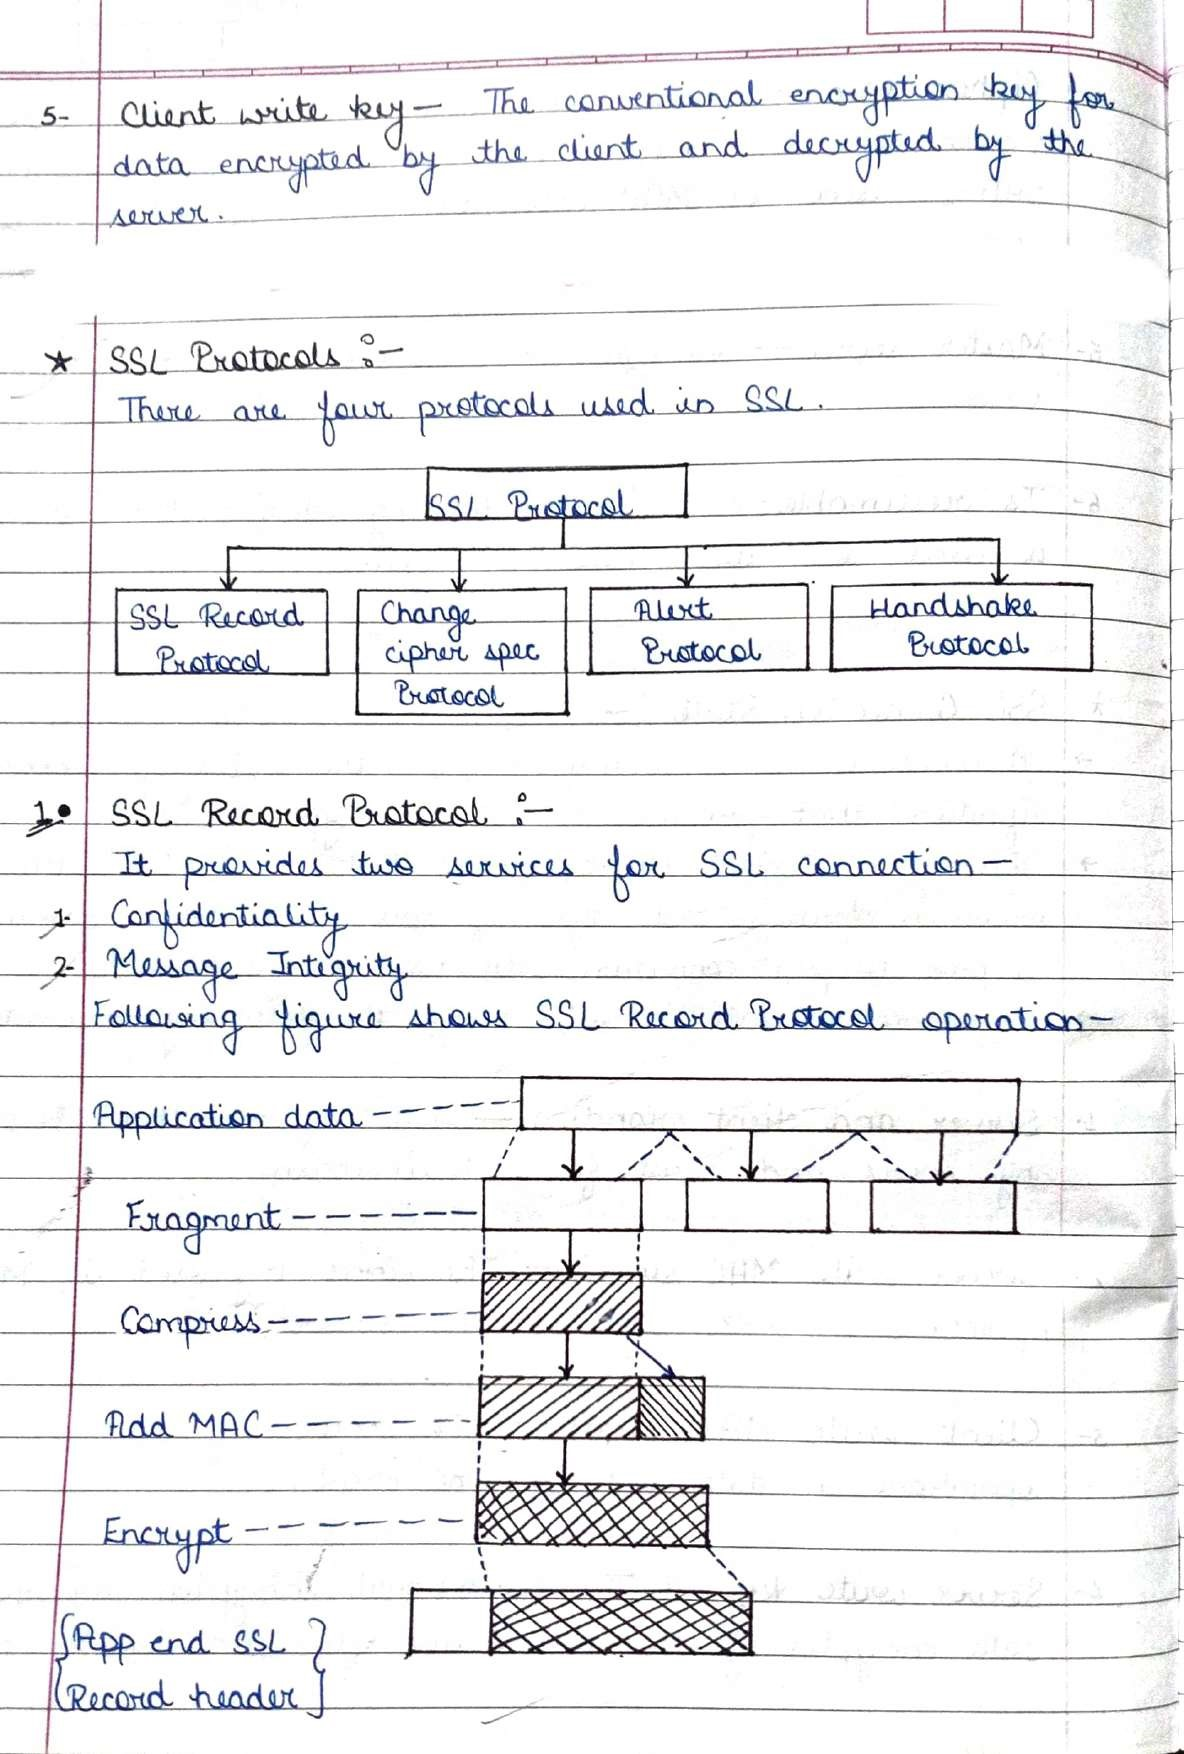 5- Client write key - The conventional encryption key for
data encrypted by the client and decrypted by the
server.
★ SSL Protocols :-
There are four protocols used in SSL.
SSL Protocol
SSL Record
Protocol
Change
cipher spec
Protocol
Alert
Protocol
Handshake
Protocol
1. SSL Record Protocol :-
It provides two services for SSL connection -
1- Confidentiality
2- Message Integrity
Following figure shows SSL Record Protocol operation -
Application data
Fragment
Compress
Add MAC
Encrypt
{App end SSL
Record header}